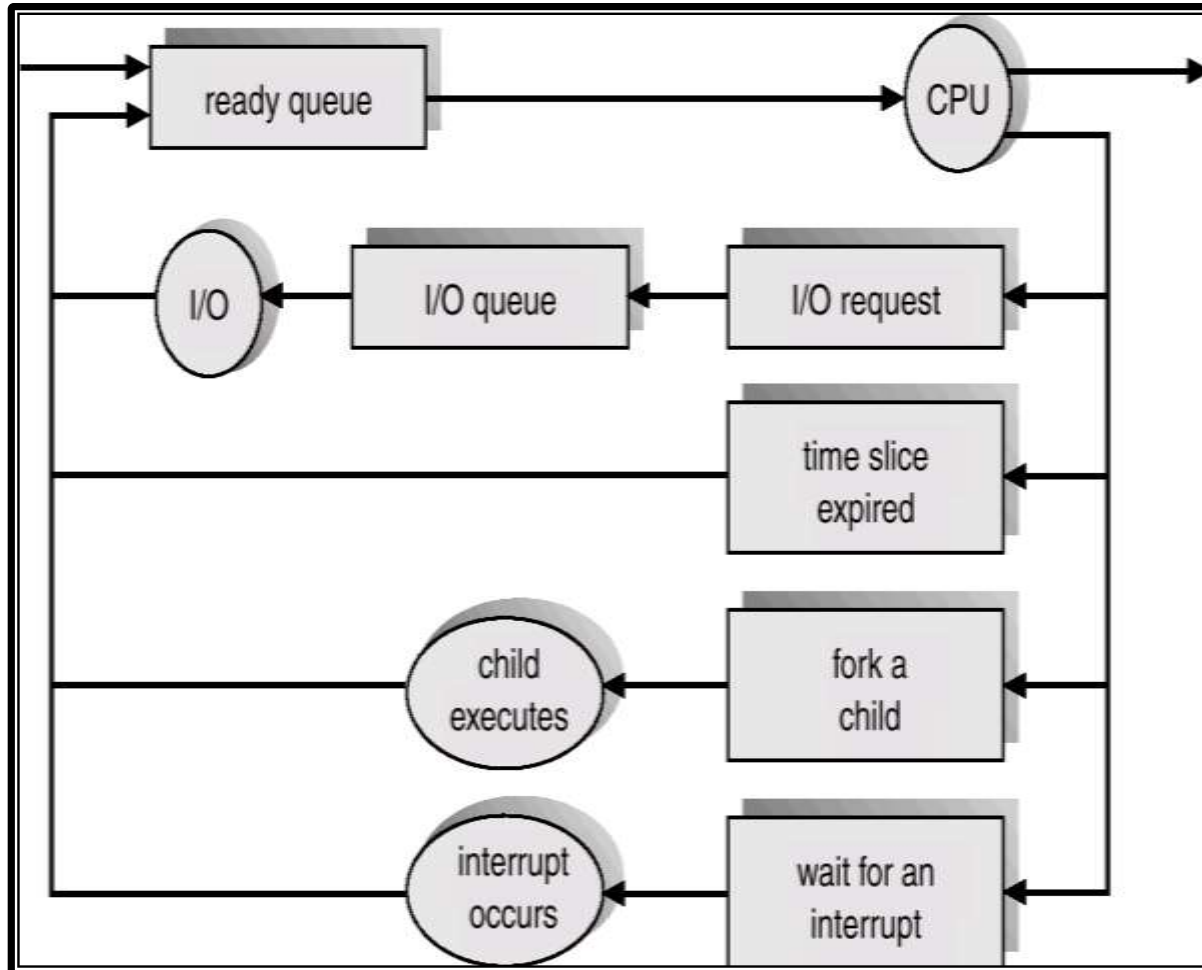 ready queue
CPU
I/O
I/O queue
I/O request
time slice
expired
child
executes
fork a
child
interrupt
occurs
wait for an
interrupt